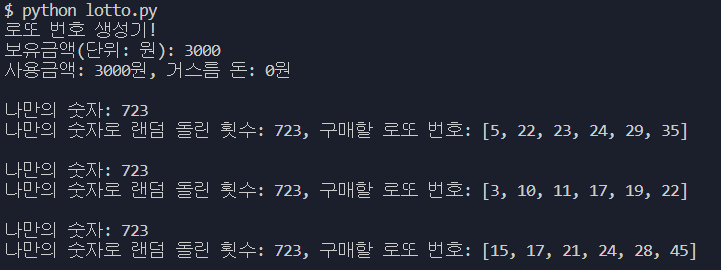 $ python lotto.py
로또 번호 생성기!
보유금액(단위: 원): 3000
사용금액: 3000원, 거스름 돈: 0원
나만의 숫자: 723
나만의 숫자로 랜덤 돌린 횟수: 723, 구매할 로또 번호: [5, 22, 23, 24, 29, 35]
나만의 숫자: 723
나만의 숫자로 랜덤 돌린 횟수: 723, 구매할 로또 번호: [3, 10, 11, 17, 19, 22]
나만의 숫자: 723
나만의 숫자로 랜덤 돌린 횟수: 723, 구매할 로또 번호: [15, 17, 21, 24, 28, 45]